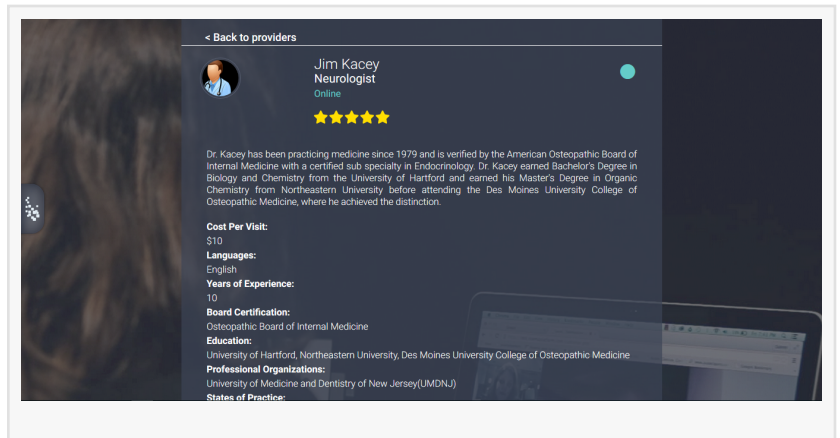 < Back to providers
Jim Kacey
Neurologist
Online
Dr. Kacey has been practicing medicine since 1979 and is verified by the American Osteopathic Board of
Internal Medicine with a certified sub specialty in Endocrinology. Dr. Kacey earned Bachelor's Degree in
Biology and Chemistry from the University of Hartford and earned his Master's Degree in Organic
Chemistry from Northeastern University before attending the Des Moines University College of
Osteopathic Medicine, where he achieved the distinction.
Cost Per Visit:
$10
Languages:
English
Years of Experience:
10
Board Certification:
Osteopathic Board of Internal Medicine
Education:
University of Hartford, Northeastern University, Des Moines University College of Osteopathic Medicine
Professional Organizations:
University of Medicine and Dentistry of New Jersey(UMDNJ)
States of Practice: